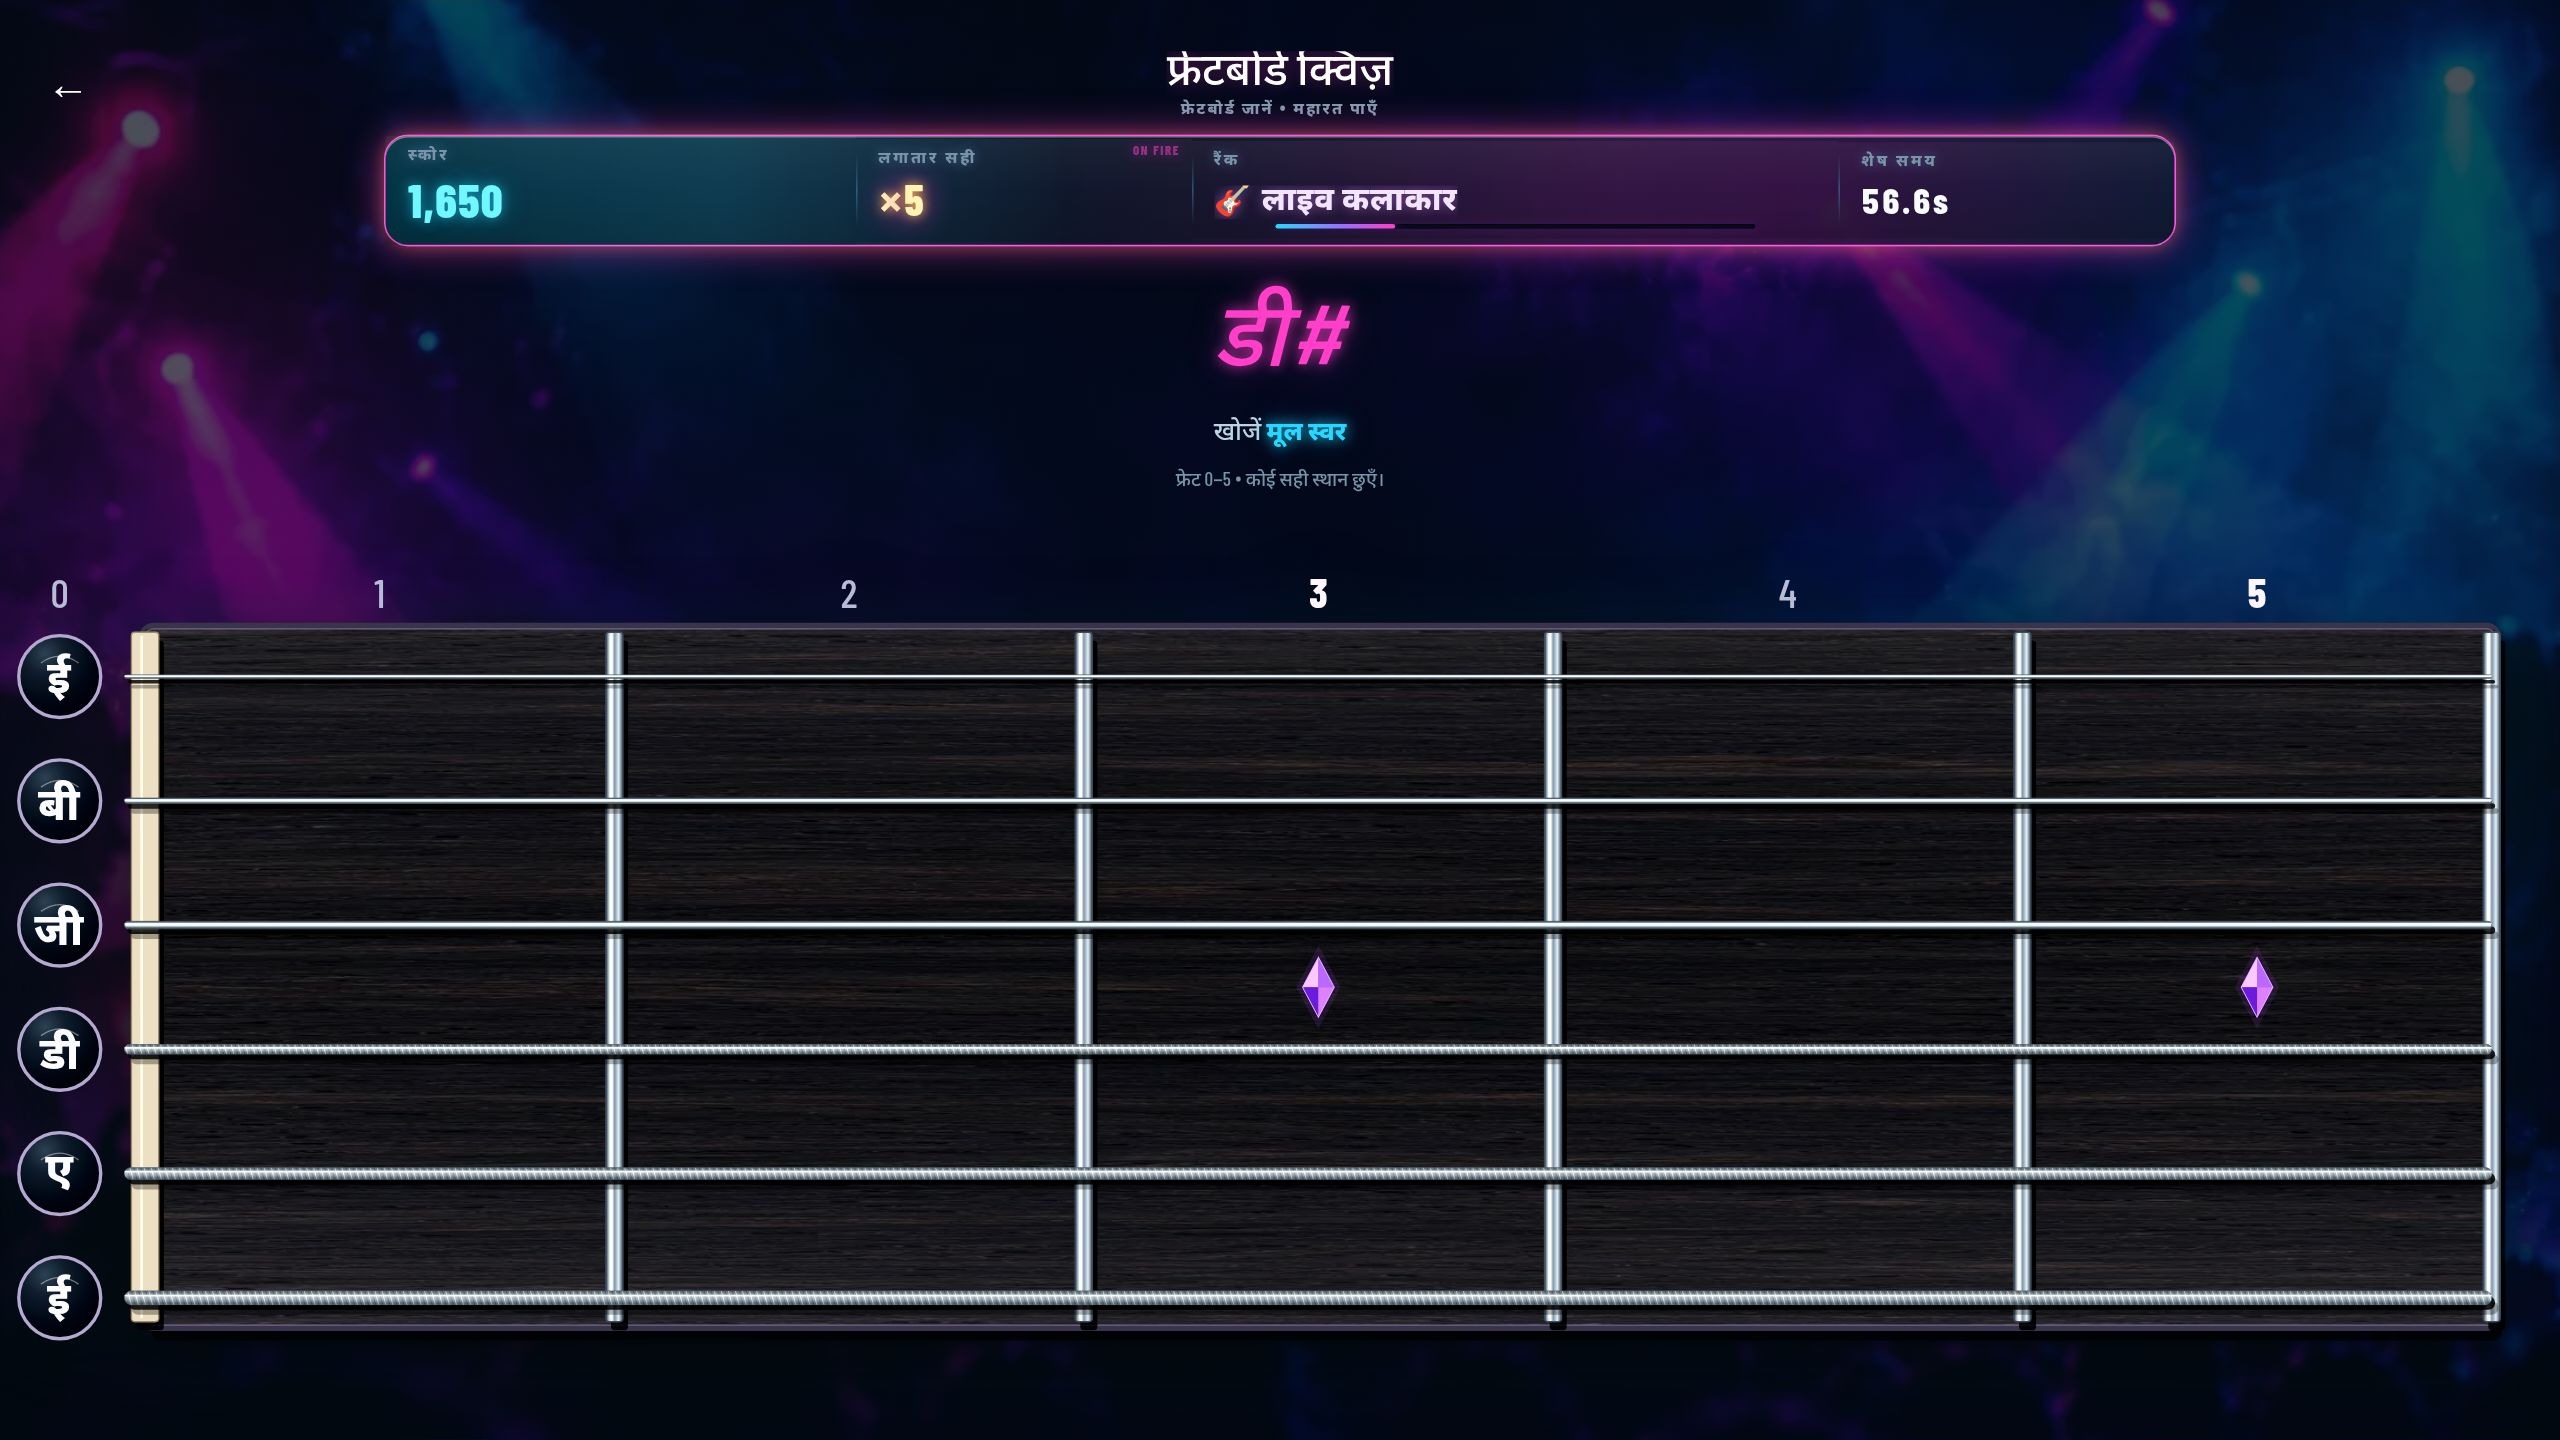 ←
फ्रेटबोर्ड क्विज़
फ्रेटबोर्ड जानें • महारत पाएँ
स्कोर
1,650
लगातार सही
×5
ON FIRE
रैंक
लाइव कलाकार
शेष समय
56.6s
डी#
खोजें मूल स्वर
फ्रेट 0–5 • कोई सही स्थान छुएँ।
0 1 2 3 4 5
ई
बी
जी
डी
ए
ई